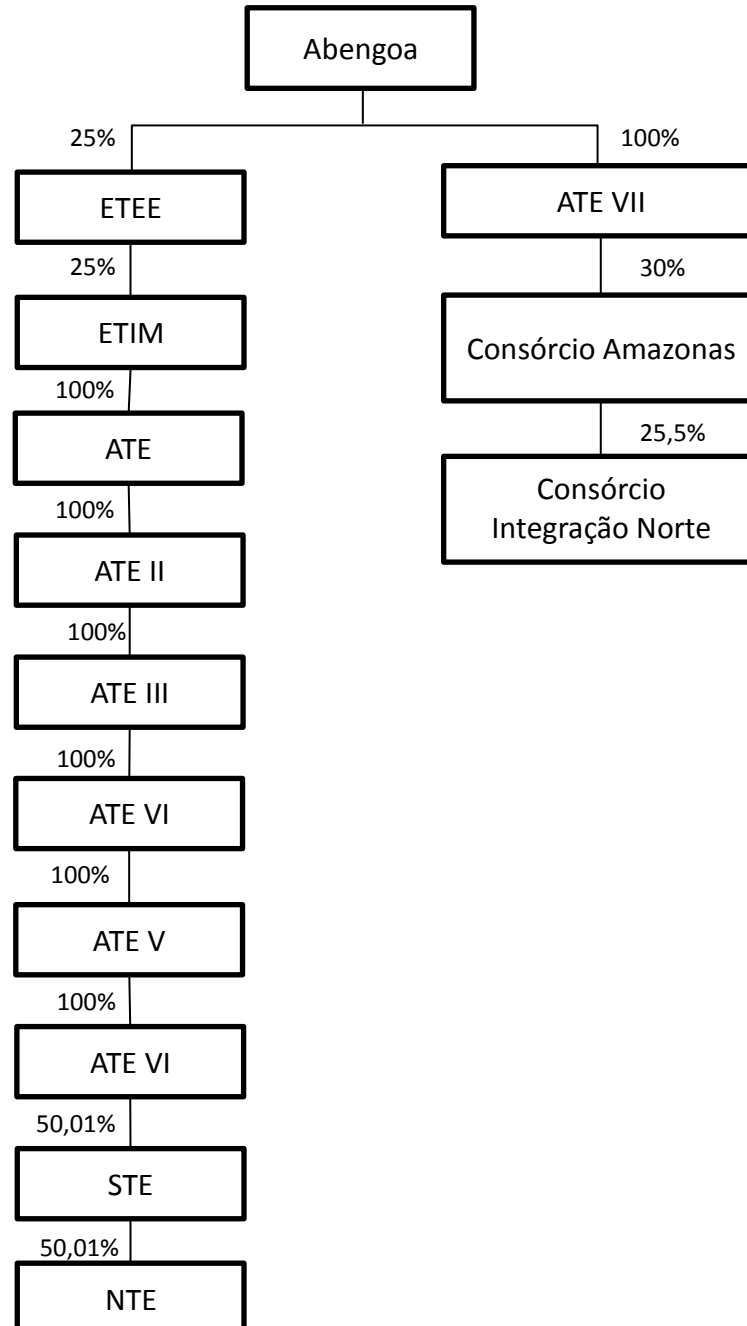 Abengoa
25%
100%
ETEE
ATE VII
25%
30%
ETIM
Consórcio Amazonas
100%
25,5%
ATE
Consórcio
Integração Norte
100%
ATE II
100%
ATE III
100%
ATE VI
100%
ATE V
100%
ATE VI
50,01%
STE
50,01%
NTE